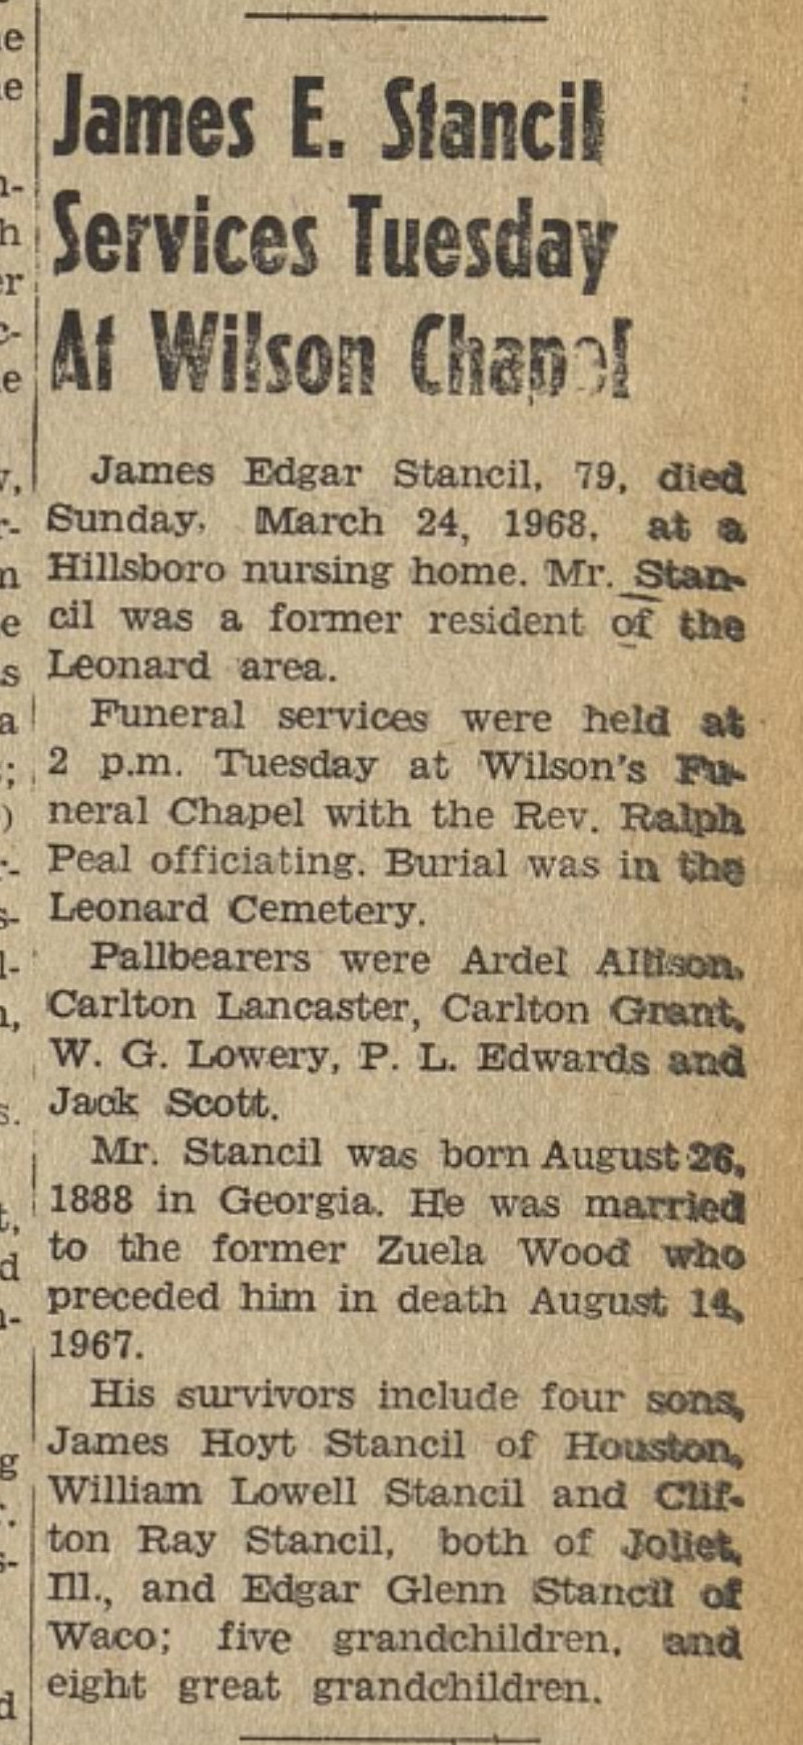 James E. Stancil
Services Tuesday
At Wilson Chapel
James Edgar Stancil, 79, died
Sunday, March 24, 1968, at a
Hillsboro nursing home. Mr. Stan-
cil was a former resident of the
Leonard area.
Funeral services were held at
2 p.m. Tuesday at Wilson's Fu-
neral Chapel with the Rev. Ralph
Peal officiating. Burial was in the
Leonard Cemetery.
Pallbearers were Ardel Allison,
Carlton Lancaster, Carlton Grant,
W. G. Lowery, P. L. Edwards and
Jack Scott.
Mr. Stancil was born August 26,
1888 in Georgia. He was married
to the former Zuela Wood who
preceded him in death August 14,
1967.
His survivors include four sons,
James Hoyt Stancil of Houston,
William Lowell Stancil and Clif-
ton Ray Stancil, both of Joliet,
Ill., and Edgar Glenn Stancil of
Waco; five grandchildren, and
eight great grandchildren.